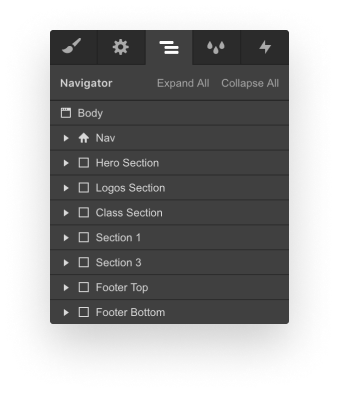 Navigator Expand All Collapse All
Body
Nav
Hero Section
Logos Section
Class Section
Section 1
Section 3
Footer Top
Footer Bottom